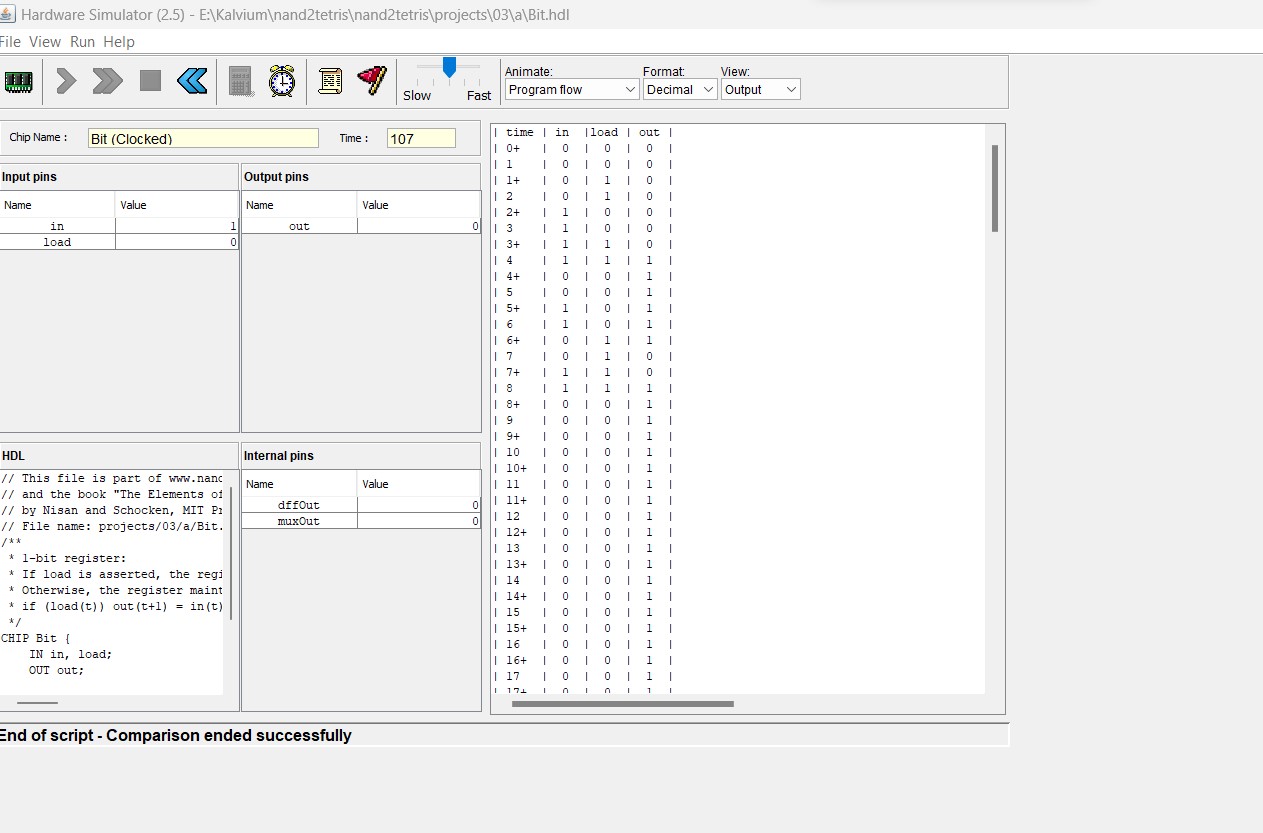 Hardware Simulator (2.5) - E:\Kalvium\nand2tetris\nand2tetris\projects\03\a\Bit.hdl
File View Run Help
Slow Fast
Animate: Format: View:
Program flow Decimal Output
Chip Name : Bit (Clocked) Time : 107
Input pins
Name Value
in 1
load 0
Output pins
Name Value
out 0
HDL
// This file is part of www.nand
// and the book "The Elements of
// by Nisan and Schocken, MIT Pr
// File name: projects/03/a/Bit.
/**
* 1-bit register:
* If load is asserted, the regi
* Otherwise, the register maint
* if (load(t)) out(t+1) = in(t)
*/
CHIP Bit {
IN in, load;
OUT out;
Internal pins
Name Value
dffOut 0
muxOut 0
| time | in |load | out |
| 0+ | 0 | 0 | 0 |
| 1 | 0 | 0 | 0 |
| 1+ | 0 | 1 | 0 |
| 2 | 0 | 1 | 0 |
| 2+ | 1 | 0 | 0 |
| 3 | 1 | 0 | 0 |
| 3+ | 1 | 1 | 0 |
| 4 | 1 | 1 | 1 |
| 4+ | 0 | 0 | 1 |
| 5 | 0 | 0 | 1 |
| 5+ | 1 | 0 | 1 |
| 6 | 1 | 0 | 1 |
| 6+ | 0 | 1 | 1 |
| 7 | 0 | 1 | 0 |
| 7+ | 1 | 1 | 0 |
| 8 | 1 | 1 | 1 |
| 8+ | 0 | 0 | 1 |
| 9 | 0 | 0 | 1 |
| 9+ | 0 | 0 | 1 |
| 10 | 0 | 0 | 1 |
| 10+ | 0 | 0 | 1 |
| 11 | 0 | 0 | 1 |
| 11+ | 0 | 0 | 1 |
| 12 | 0 | 0 | 1 |
| 12+ | 0 | 0 | 1 |
| 13 | 0 | 0 | 1 |
| 13+ | 0 | 0 | 1 |
| 14 | 0 | 0 | 1 |
| 14+ | 0 | 0 | 1 |
| 15 | 0 | 0 | 1 |
| 15+ | 0 | 0 | 1 |
| 16 | 0 | 0 | 1 |
| 16+ | 0 | 0 | 1 |
| 17 | 0 | 0 | 1 |
| 17+ | 0 | 0 | 1 |
End of script - Comparison ended successfully